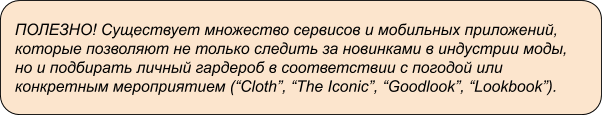 ПОЛЕЗНО! Существует множество сервисов и мобильных приложений,
которые позволяют не только следить за новинками в индустрии моды,
но и подбирать личный гардероб в соответствии с погодой или
конкретным мероприятием (“Cloth”, “The Iconic”, “Goodlook”, “Lookbook”).